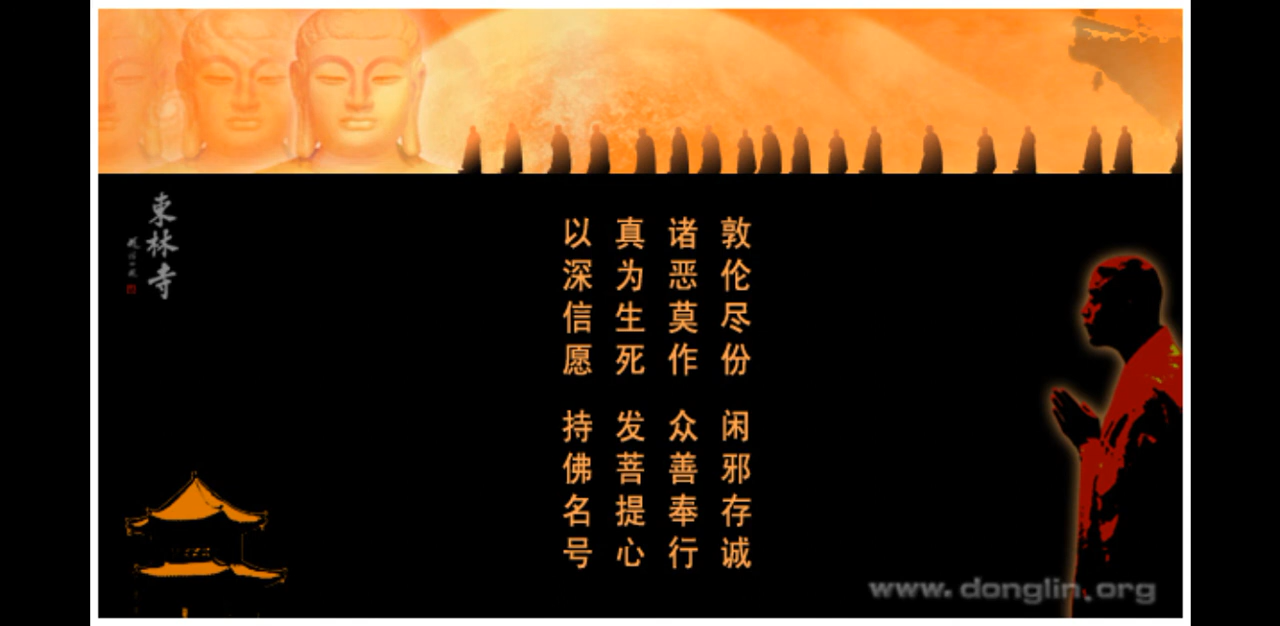 敦伦尽份 闲邪存诚
诸恶莫作 众善奉行
真为生死 发菩提心
以深信愿 持佛名号
東林寺
www.donglin.org